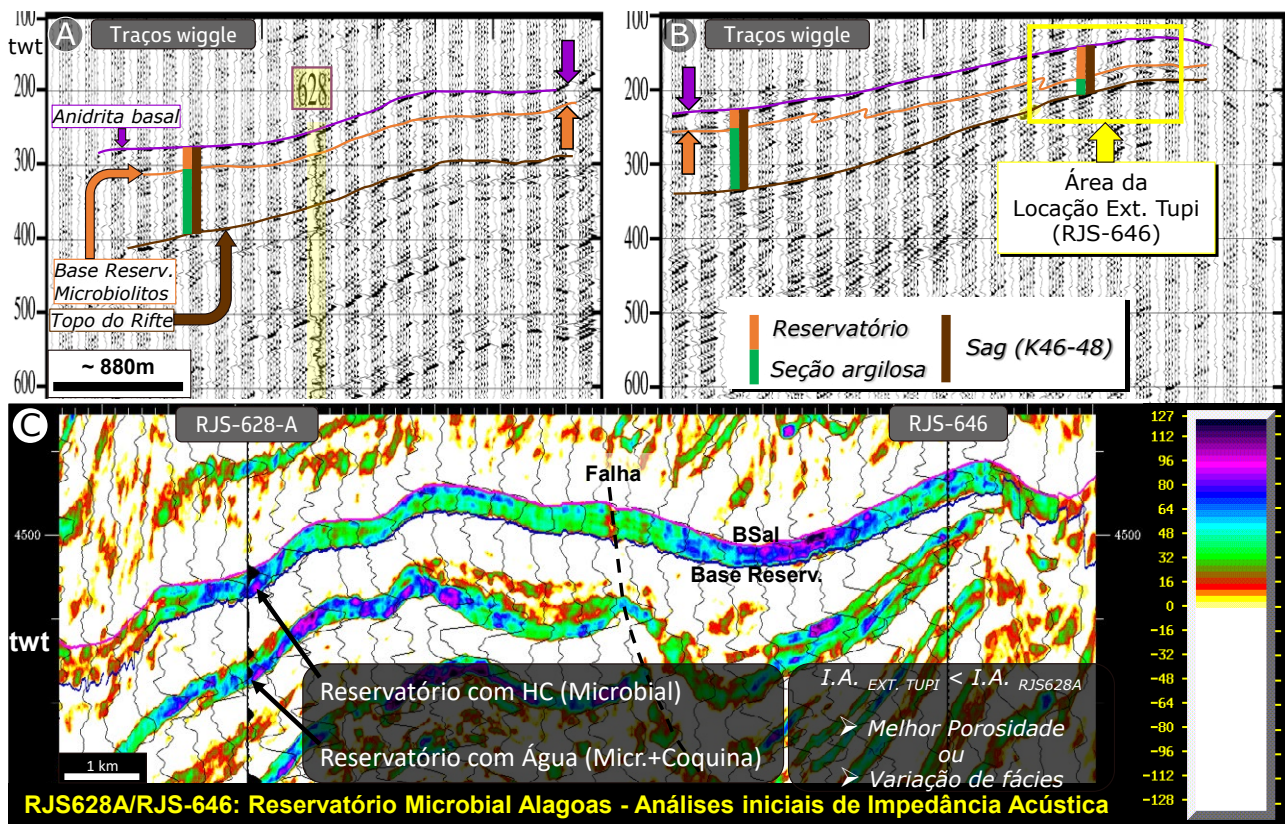 A
Traços wiggle
100
twt
200
300
400
500
600
628
Anidrita basal
Base Reserv.
Microbiolitos
Topo do Rifte
~ 880m
B
Traços wiggle
100
200
300
400
500
600
Área da
Locação Ext. Tupi
(RJS-646)
Reservatório
Seção argilosa
Sag (K46-48)
C
RJS-628-A
RJS-646
Falha
4500
4500
BSal
Base Reserv.
twt
Reservatório com HC (Microbial)
Reservatório com Água (Micr.+Coquina)
I.A. EXT. TUPI < I.A. RJS628A
➢ Melhor Porosidade
ou
➢ Variação de fácies
1 km
127
112
96
80
64
48
32
16
0
-16
-32
-48
-64
-80
-96
-112
-128
RJS628A/RJS-646: Reservatório Microbial Alagoas - Análises iniciais de Impedância Acústica